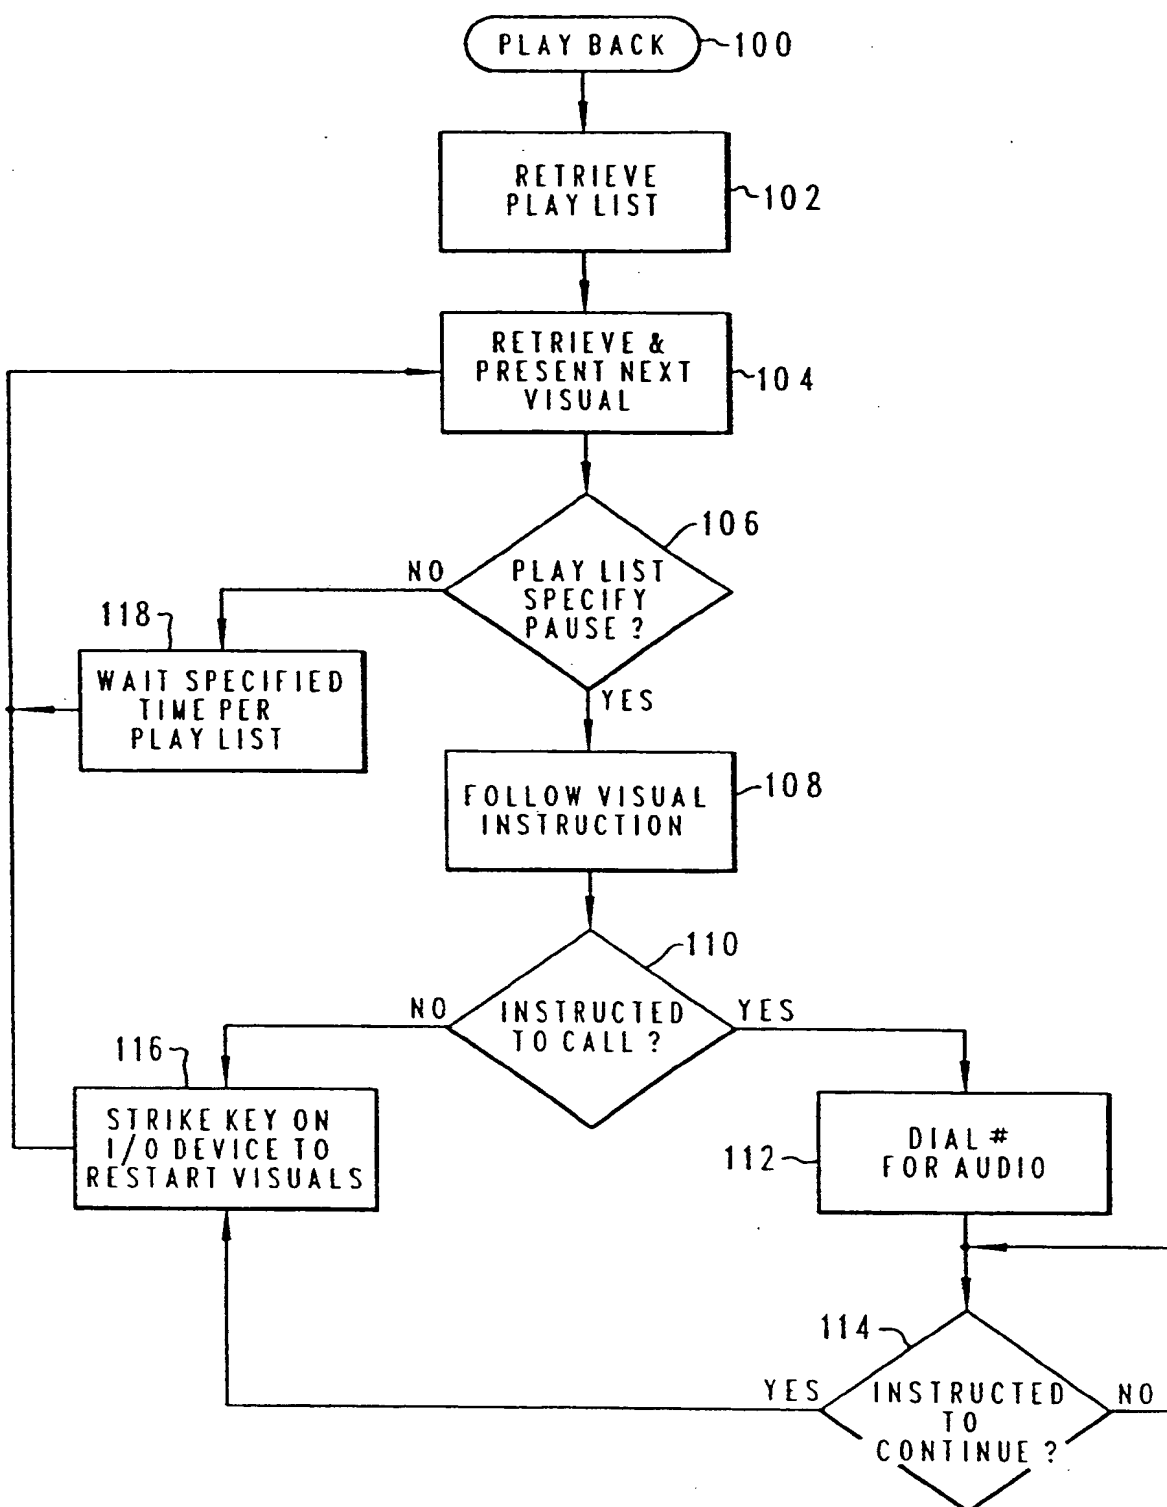 PLAY BACK
100
RETRIEVE
PLAY LIST
102
RETRIEVE &
PRESENT NEXT
VISUAL
104
106
NO
PLAY LIST
SPECIFY
PAUSE ?
118
WAIT SPECIFIED
TIME PER
PLAY LIST
YES
108
FOLLOW VISUAL
INSTRUCTION
110
NO
INSTRUCTED
TO CALL ?
YES
116
STRIKE KEY ON
I/O DEVICE TO
RESTART VISUALS
112
DIAL #
FOR AUDIO
114
YES
INSTRUCTED
TO
CONTINUE ?
NO